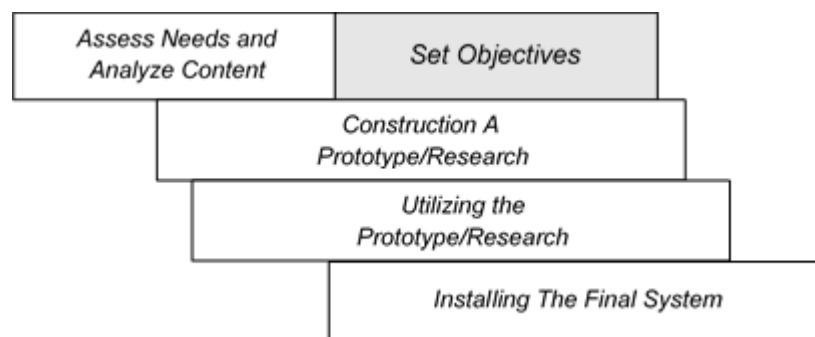 Assess Needs and
Analyze Content
Set Objectives
Construction A
Prototype/Research
Utilizing the
Prototype/Research
Installing The Final System